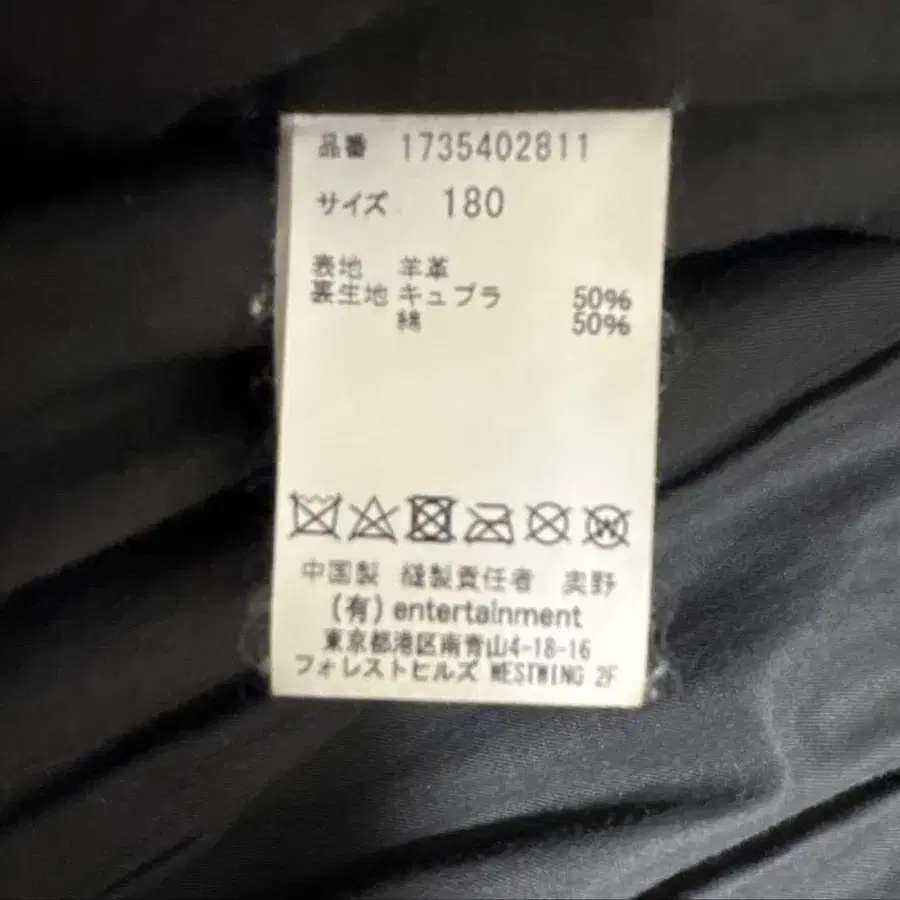 品番 1735402811
サイズ 180
表地 羊革
裏生地 キュプラ 50%
綿 50%
中国製 縫製責任者 奥野
(有) entertainment
東京都港区南青山4-18-16
フォレストヒルズ WESTWING 2F